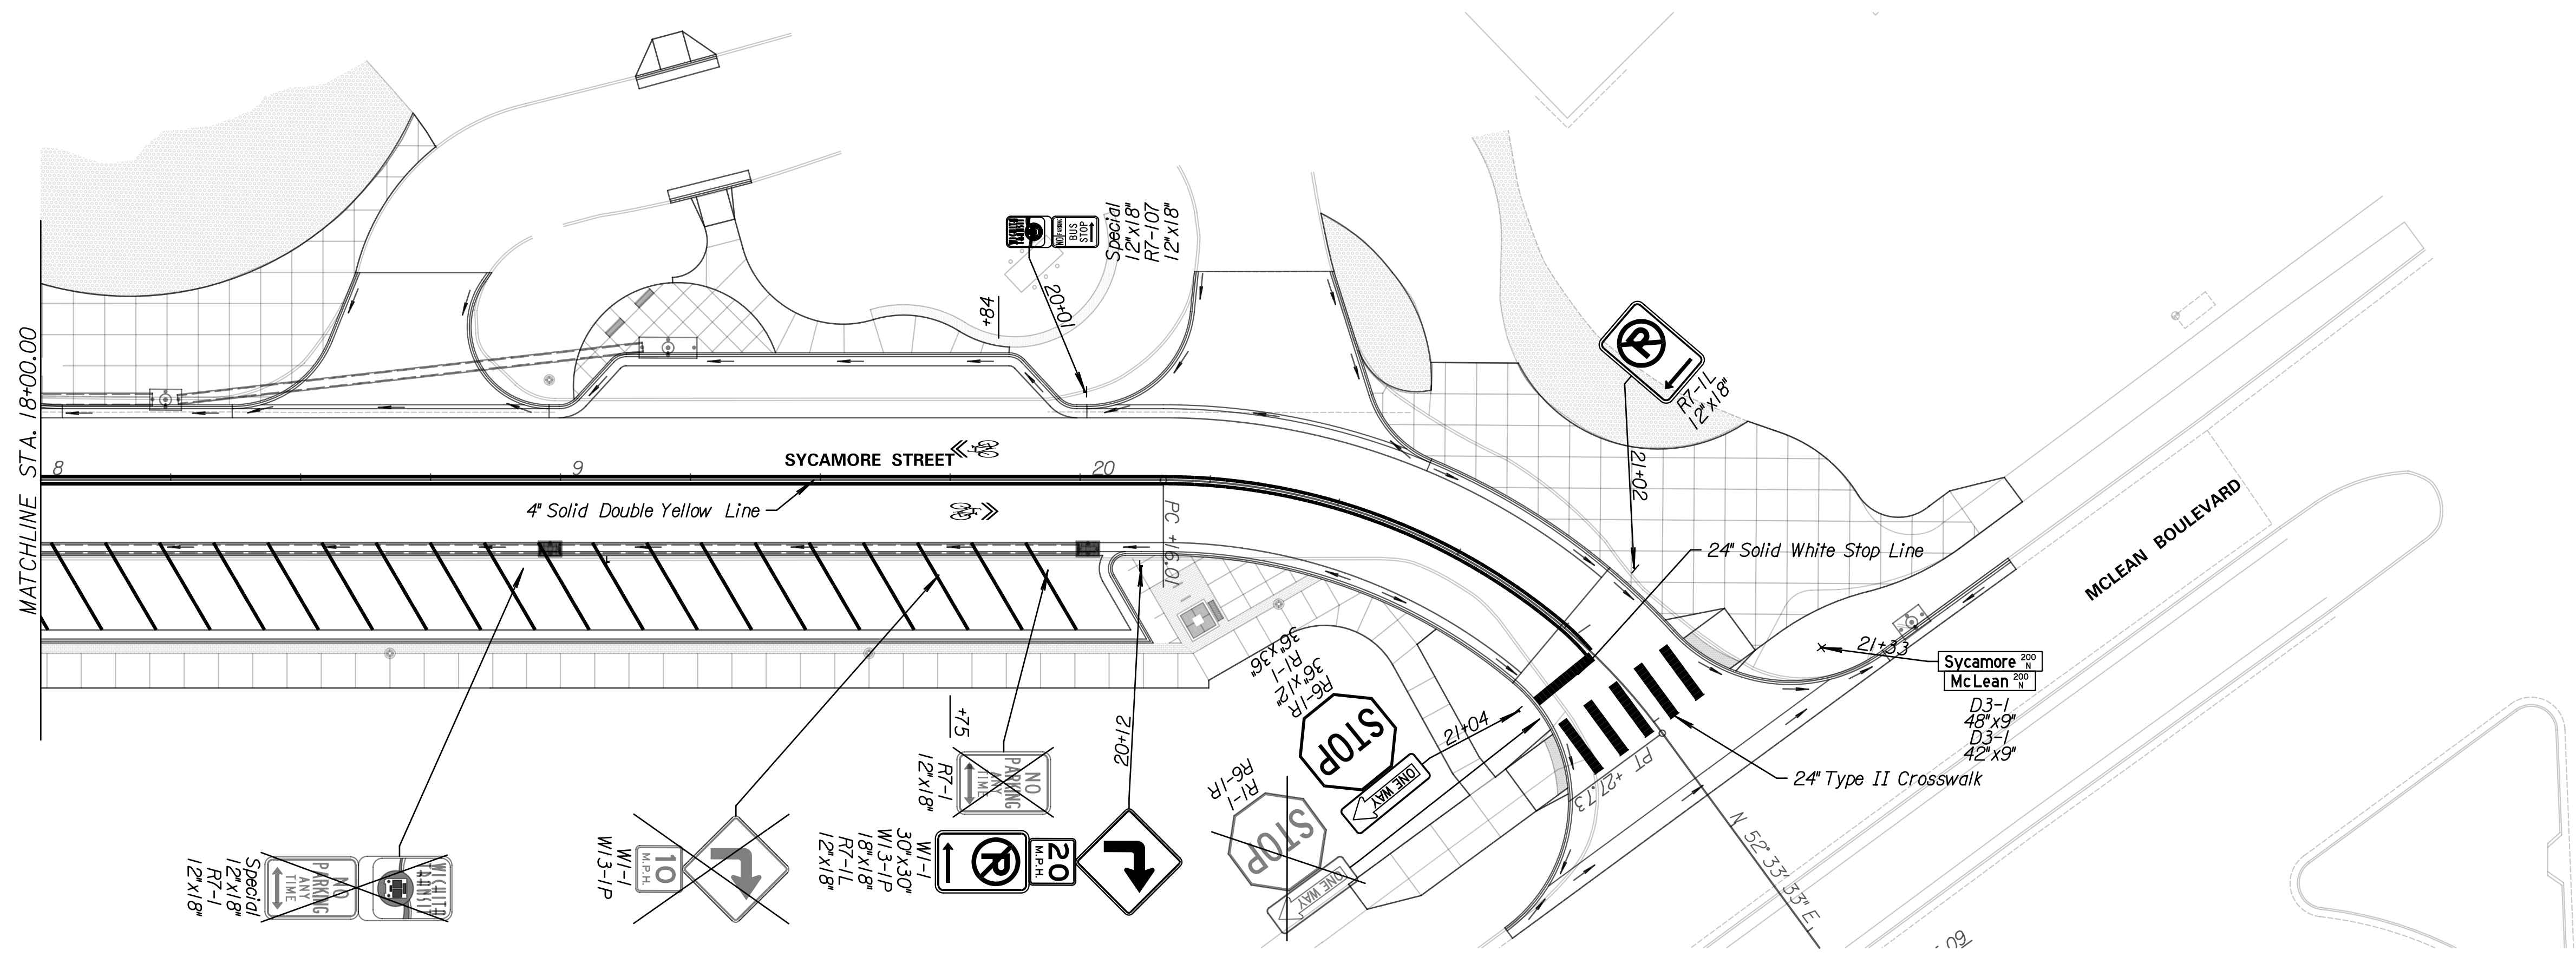 MATCHLINE STA. 18+00.00
8
9
20
SYCAMORE STREET
4" Solid Double Yellow Line
PC +16.01
Special
12"x18"
R7-107
12"x18"
NO PARKING
BUS
STOP
WICHITA
TRANSIT
+84
20+01
R7-1L
12"x18"
21+02
24" Solid White Stop Line
MCLEAN BOULEVARD
21+33
Sycamore 200 N
McLean 200 N
D3-1
48"x9"
D3-1
42"x9"
24" Type II Crosswalk
PT +27.73
N 52° 33' 33" E
60
R6-1R
36"x12"
R1-1
36"x36"
STOP
ONE WAY
21+04
R1-1
R6-1R
STOP
ONE WAY
20+12
+75
R7-1
12"x18"
NO
PARKING
ANY
TIME
W1-1
30"x30"
W13-1P
18"x18"
R7-1L
12"x18"
20
M.P.H.
W1-1
W13-1P
10
M.P.H.
Special
12"x18"
R7-1
12"x18"
NO
PARKING
ANY
TIME
WICHITA
TRANSIT